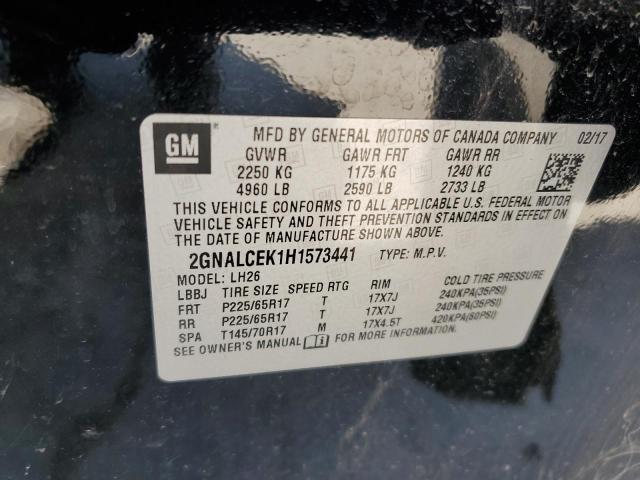 GM
MFD BY GENERAL MOTORS OF CANADA COMPANY 02/17
GVWR GAWR FRT GAWR RR
2250 KG 1175 KG 1240 KG
4960 LB 2590 LB 2733 LB
THIS VEHICLE CONFORMS TO ALL APPLICABLE U.S. FEDERAL MOTOR
VEHICLE SAFETY AND THEFT PREVENTION STANDARDS IN EFFECT ON
THE DATE OF MANUFACTURE SHOWN ABOVE.
2GNALCEK1H1573441 TYPE: M.P.V.
MODEL: LH26
LBBJ TIRE SIZE SPEED RTG RIM COLD TIRE PRESSURE
FRT P225/65R17 T 17X7J 240KPA(35PSI)
RR P225/65R17 T 17X7J 240KPA(35PSI)
SPA T145/70R17 M 17X4.5T 420KPA(60PSI)
SEE OWNER'S MANUAL FOR MORE INFORMATION.